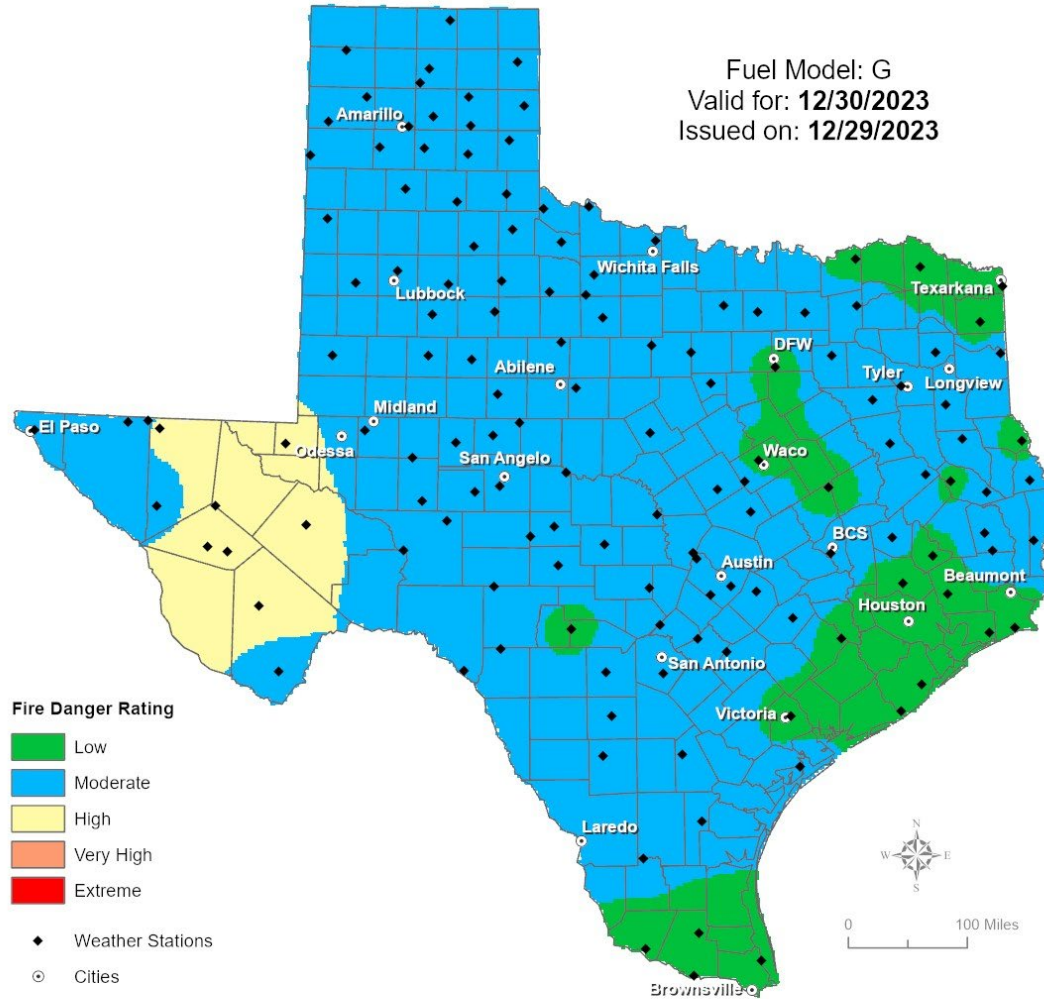 Fuel Model: G
Valid for: 12/30/2023
Issued on: 12/29/2023
Amarillo
Wichita Falls
Lubbock
Texarkana
DFW
Abilene
Tyler
Longview
Midland
El Paso
Odessa
San Angelo
Waco
BCS
Austin
Beaumont
Houston
San Antonio
Victoria
Laredo
Brownsville
Fire Danger Rating
Low
Moderate
High
Very High
Extreme
Weather Stations
Cities
N
W E
S
0 100 Miles